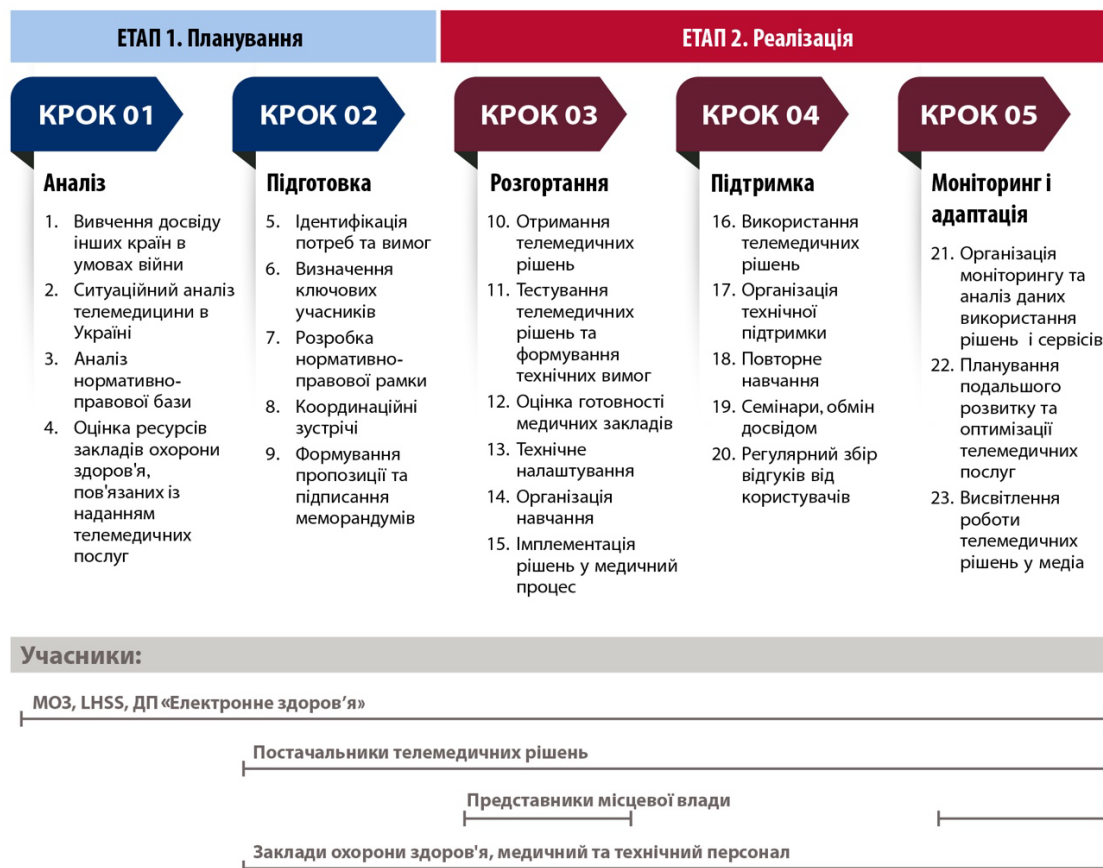 ЕТАП 1. Планування
ЕТАП 2. Реалізація
КРОК 01
Аналіз
1. Вивчення досвіду
інших країн в
умовах війни
2. Ситуаційний аналіз
телемедицини в
Україні
3. Аналіз
нормативно-
правової бази
4. Оцінка ресурсів
закладів охорони
здоров'я,
пов'язаних із
наданням
телемедичних
послуг
КРОК 02
Підготовка
5. Ідентифікація
потреб та вимог
6. Визначення
ключових
учасників
7. Розробка
нормативно-
правової рамки
8. Координаційні
зустрічі
9. Формування
пропозиції та
підписання
меморандумів
КРОК 03
Розгортання
10. Отримання
телемедичних
рішень
11. Тестування
телемедичних
рішень та
формування
технічних вимог
12. Оцінка готовності
медичних закладів
13. Технічне
налаштування
14. Організація
навчання
15. Імплементація
рішень у медичний
процес
КРОК 04
Підтримка
16. Використання
телемедичних
рішень
17. Організація
технічної
підтримки
18. Повторне
навчання
19. Семінари, обмін
досвідом
20. Регулярний збір
відгуків від
користувачів
КРОК 05
Моніторинг і
адаптація
21. Організація
моніторингу та
аналіз даних
використання
рішень і сервісів
22. Планування
подальшого
розвитку та
оптимізації
телемедичних
послуг
23. Висвітлення
роботи
телемедичних
рішень у медіа
Учасники:
МОЗ, LHSS, ДП «Електронне здоров’я»
Постачальники телемедичних рішень
Представники місцевої влади
Заклади охорони здоров'я, медичний та технічний персонал